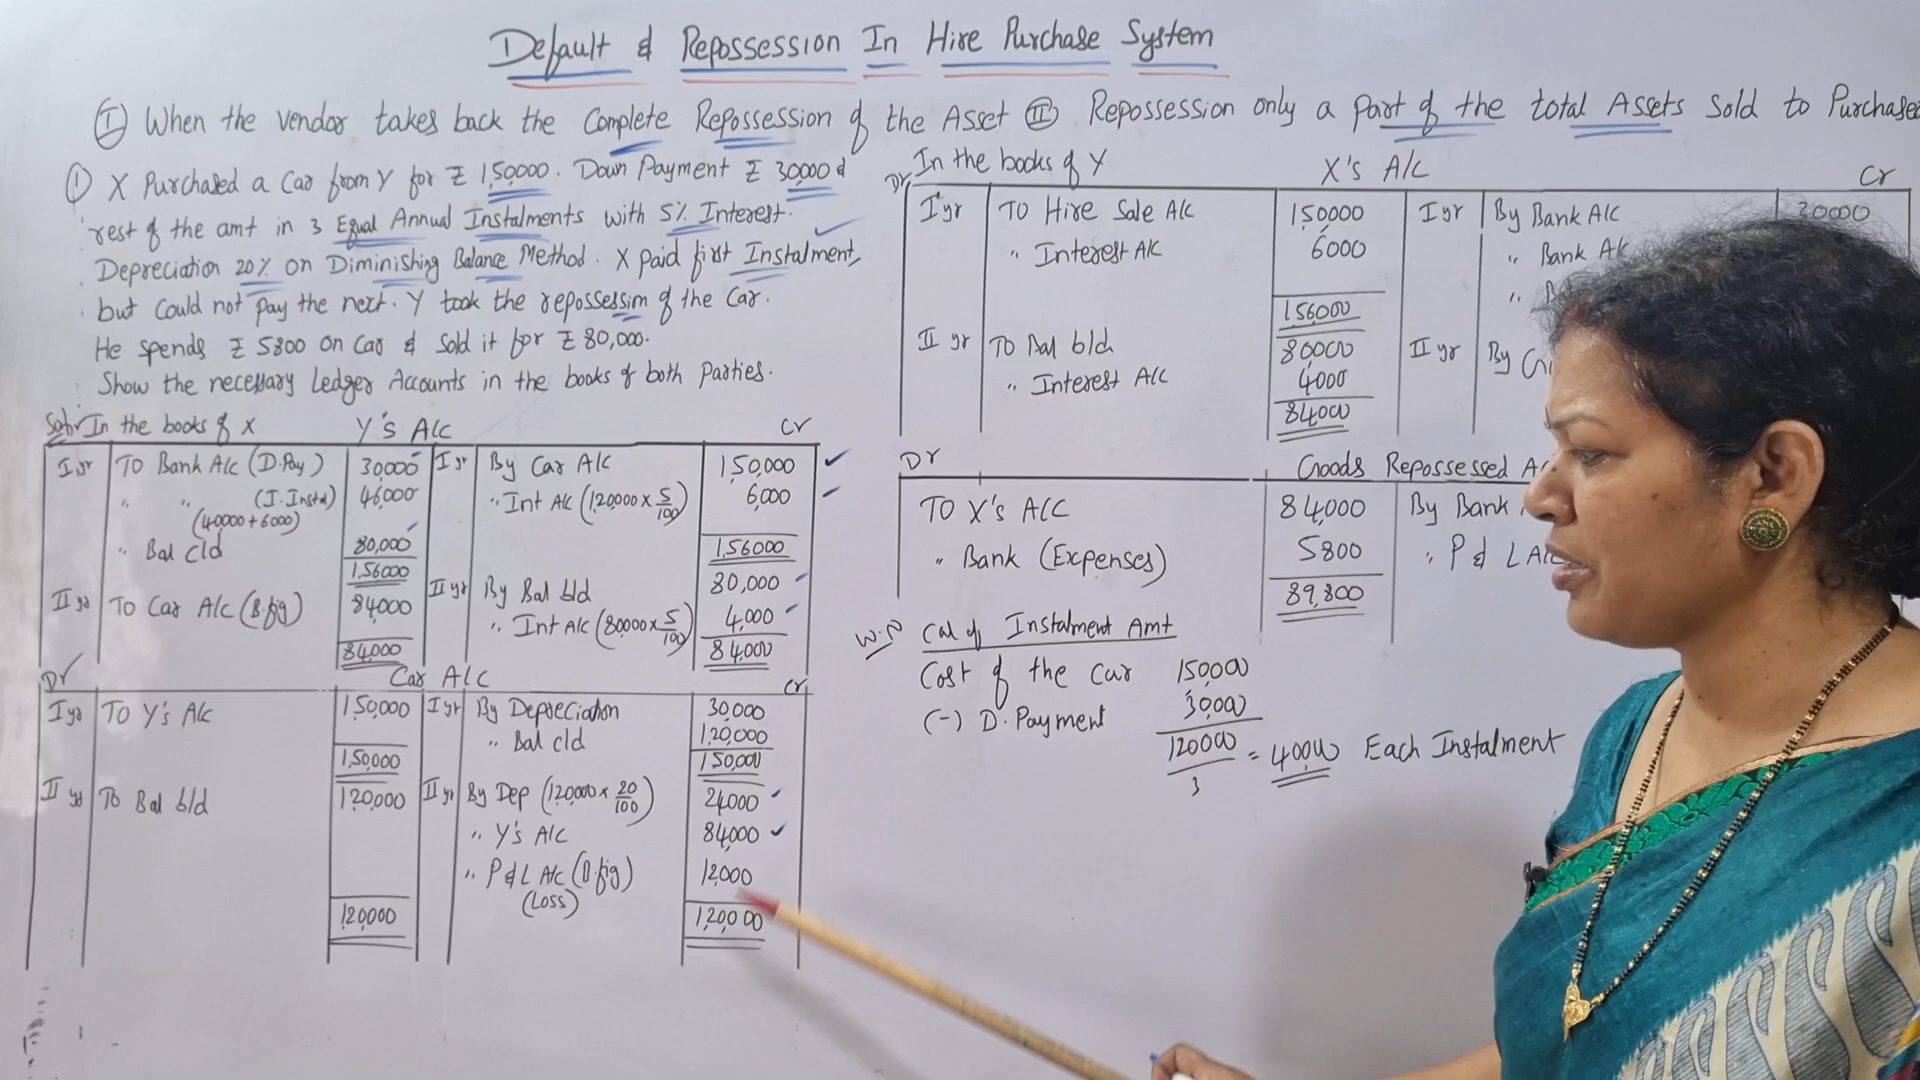 Default & Repossession In Hire Purchase System
I When the vendor takes back the Complete Repossession of the Asset II Repossession only a part of the total Assets Sold to Purchase
1 X Purchased a Car from Y for ₹ 1,50,000. Down Payment ₹ 30,000 &
rest of the amt in 3 Equal Annual Instalments with 5% Interest.
Depreciation 20% on Diminishing Balance Method. X paid first Instalment,
but could not pay the next. Y took the repossessim of the Car.
He spends ₹ 5800 on Car & Sold it for ₹ 80,000.
Show the necessary Ledger Accounts in the books of both Parties.
Soln: In the books of X Y's A/c Cr
I yr To Bank A/c (D.Pay) 30,000 I yr By Car A/c 1,50,000
" " (I. Instal) 46,000 " Int A/c (1,20,000 × 5/100) 6,000
(40,000 + 6000)
" Bal c/d 80,000 1,56,000
1,56,000
II yr To Car A/c (B.fig) 84,000 II yr By Bal b/d 80,000
" Int A/c (80,000 × 5/100) 4,000
84,000 84,000
Dr Car A/c Cr
I yr To Y's A/c 1,50,000 I yr By Depreciation 30,000
" Bal c/d 1,20,000
1,50,000 1,50,000
II yr To Bal b/d 1,20,000 II yr By Dep (1,20,000 × 20/100) 24,000
" Y's A/c 84,000
" P & L A/c (B.fig) 12,000
(Loss)
1,20,000 1,20,000
In the books of Y
Dr X's A/c Cr
I yr To Hire Sale A/c 1,50,000 I yr By Bank A/c 30,000
" Interest A/c 6000 " Bank A/c
"
1,56,000
II yr To Bal b/d 80,000 II yr By
" Interest A/c 4000
84,000
Dr Goods Repossessed
To X's A/c 84,000 By Bank
" Bank (Expenses) 5800 " P & L A/c
89,800
W.N Cal of Instalment Amt
Cost of the Car 1,50,000
(-) D. Payment 30,000
1,20,000 / 3 = 40,000 Each Instalment